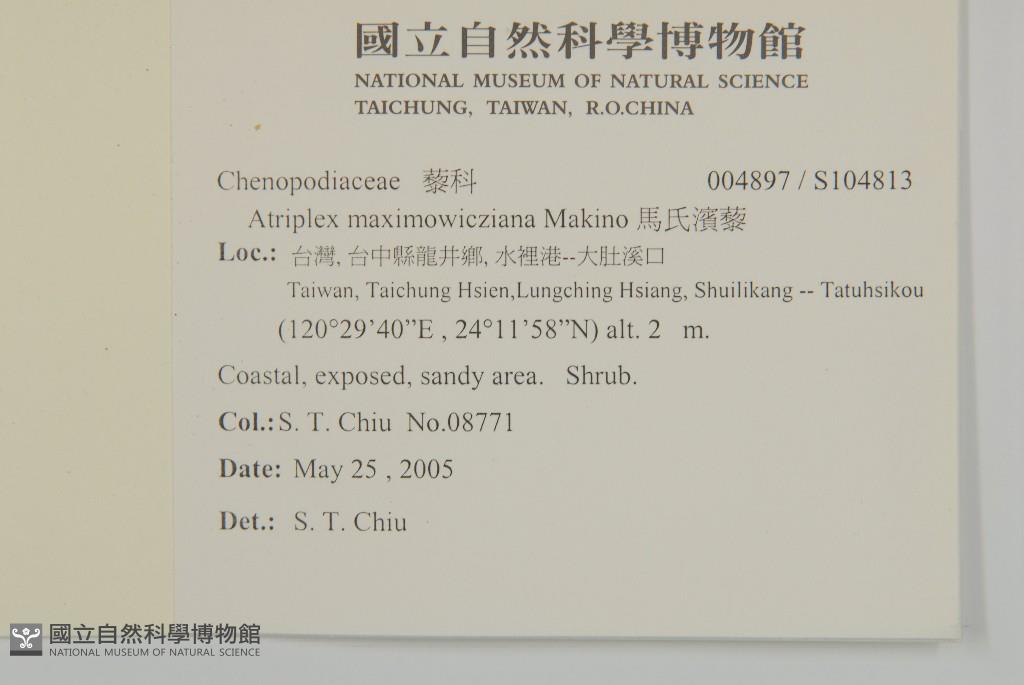 國立自然科學博物館
NATIONAL MUSEUM OF NATURAL SCIENCE
TAICHUNG, TAIWAN, R.O.CHINA
Chenopodiaceae 藜科 004897 / S104813
Atriplex maximowicziana Makino 馬氏濱藜
Loc.: 台灣, 台中縣龍井鄉, 水裡港--大肚溪口
Taiwan, Taichung Hsien,Lungching Hsiang, Shuilikang -- Tatuhsikou
(120°29’40”E , 24°11’58”N) alt. 2 m.
Coastal, exposed, sandy area. Shrub.
Col.: S. T. Chiu No.08771
Date: May 25 , 2005
Det.: S. T. Chiu
國立自然科學博物館
NATIONAL MUSEUM OF NATURAL SCIENCE